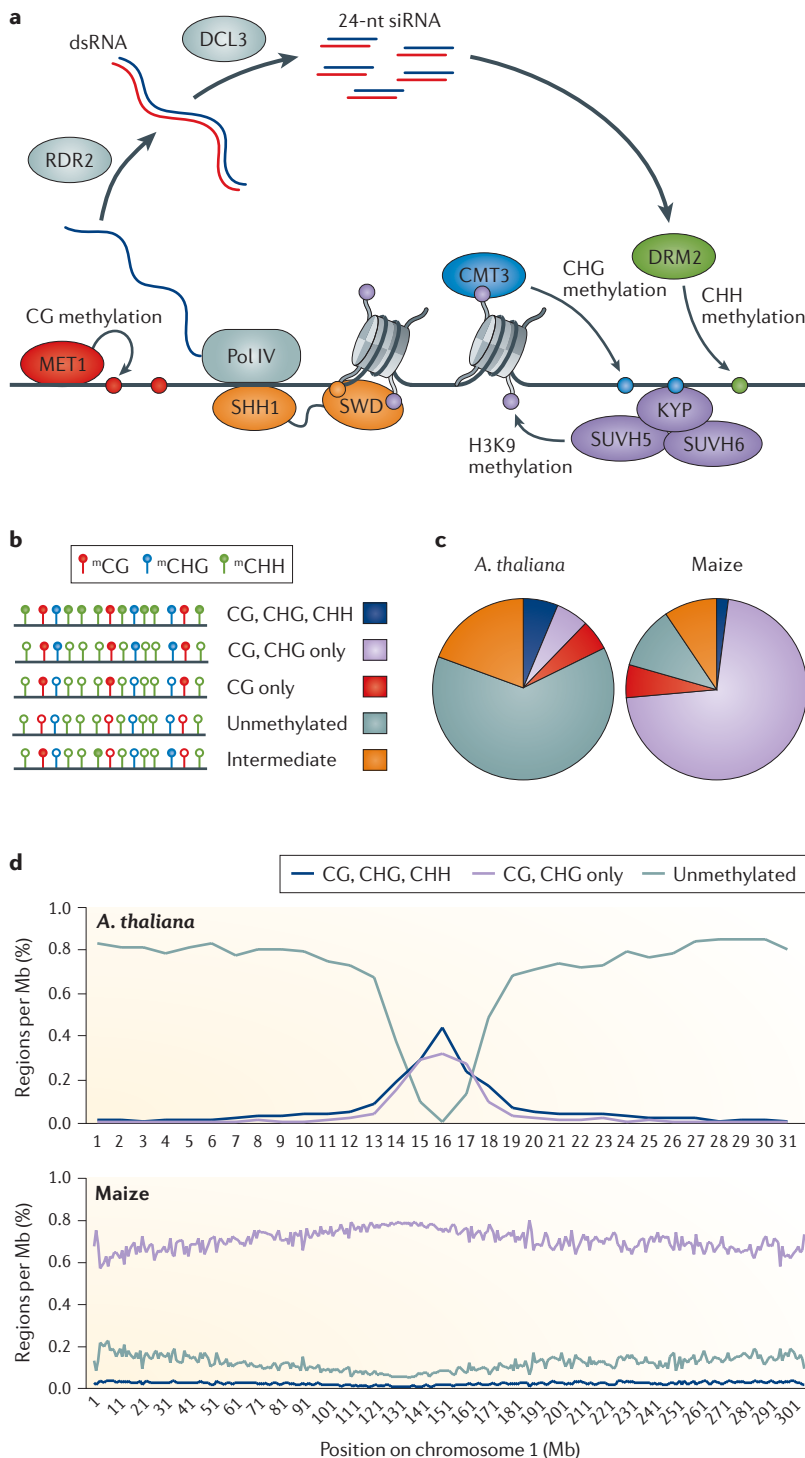 a
dsRNA
DCL3
24-nt siRNA
RDR2
CG methylation
MET1
Pol IV
SHH1
SWD
CMT3
CHG methylation
DRM2
CHH methylation
H3K9 methylation
KYP
SUVH5
SUVH6
b
mCG mCHG mCHH
CG, CHG, CHH
CG, CHG only
CG only
Unmethylated
Intermediate
c
A. thaliana
Maize
d
CG, CHG, CHH CG, CHG only Unmethylated
A. thaliana
Regions per Mb (%)
1.0
0.8
0.6
0.4
0.2
0.0
1 2 3 4 5 6 7 8 9 10 11 12 13 14 15 16 17 18 19 20 21 22 23 24 25 26 27 28 29 30 31
Maize
Regions per Mb (%)
1.0
0.8
0.6
0.4
0.2
0.0
1 11 21 31 41 51 61 71 81 91 101 111 121 131 141 151 161 171 181 191 201 211 221 231 241 251 261 271 281 291 301
Position on chromosome 1 (Mb)